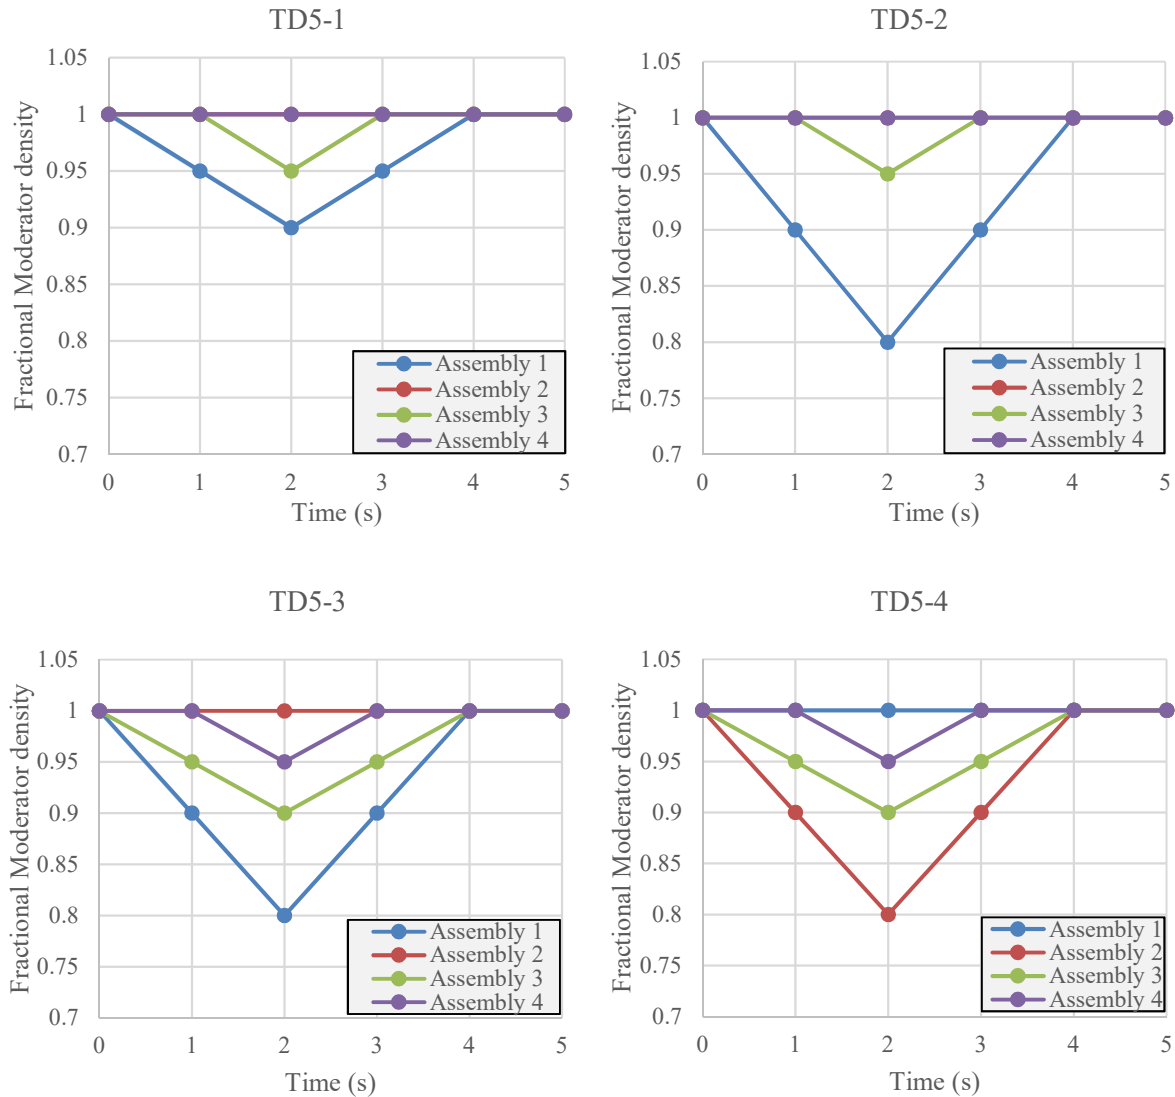 TD5-1
Fractional Moderator density
1.05
1
0.95
0.9
0.85
0.8
0.75
0.7
0 1 2 3 4 5
Time (s)
Assembly 1
Assembly 2
Assembly 3
Assembly 4
TD5-2
Fractional Moderator density
1.05
1
0.95
0.9
0.85
0.8
0.75
0.7
0 1 2 3 4 5
Time (s)
Assembly 1
Assembly 2
Assembly 3
Assembly 4
TD5-3
Fractional Moderator density
1.05
1
0.95
0.9
0.85
0.8
0.75
0.7
0 1 2 3 4 5
Time (s)
Assembly 1
Assembly 2
Assembly 3
Assembly 4
TD5-4
Fractional Moderator density
1.05
1
0.95
0.9
0.85
0.8
0.75
0.7
0 1 2 3 4 5
Time (s)
Assembly 1
Assembly 2
Assembly 3
Assembly 4